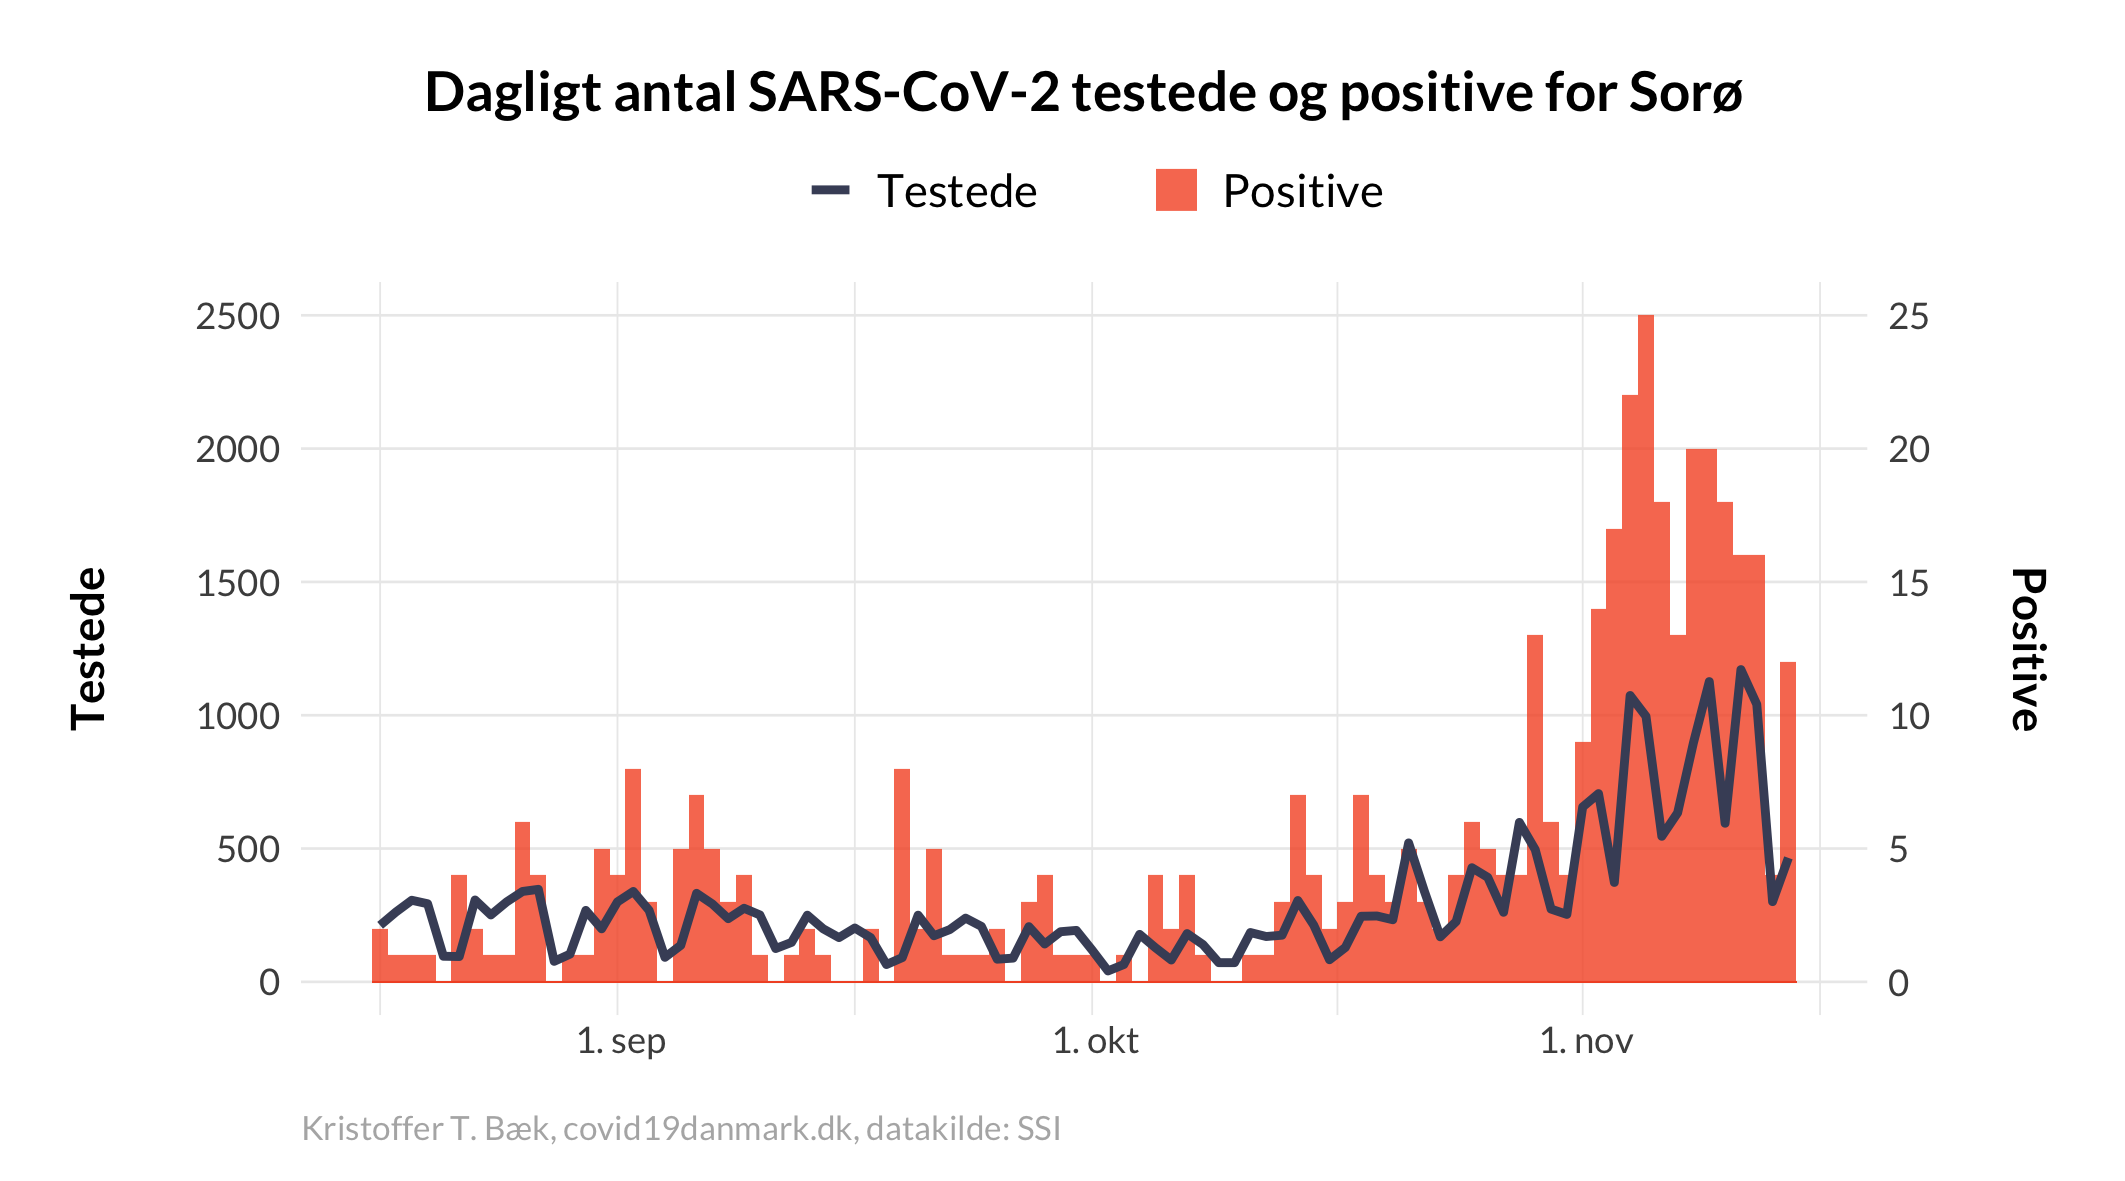 Dagligt antal SARS-CoV-2 testede og positive for Sorø
Testede
Positive
2500
2000
1500
1000
500
0
25
20
15
10
5
0
Testede
Positive
1. sep
1. okt
1. nov
Kristoffer T. Bæk, covid19danmark.dk, datakilde: SSI